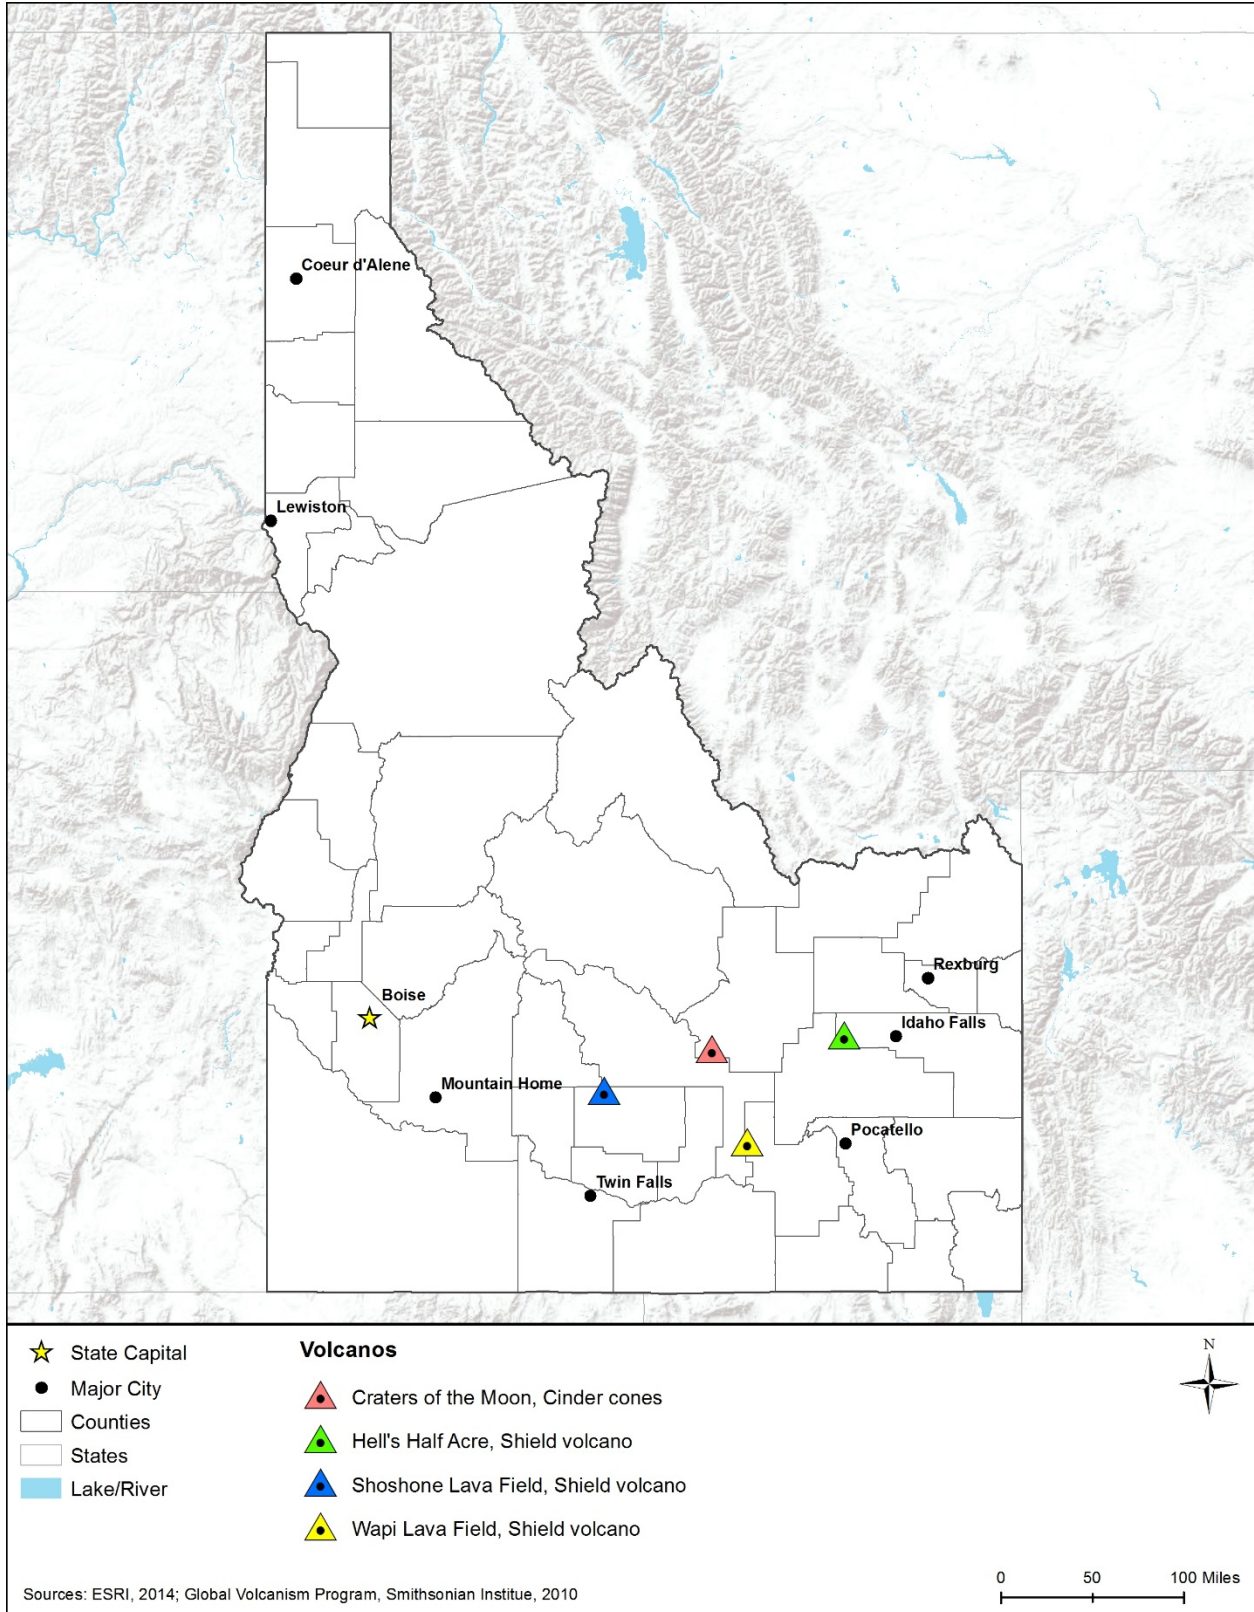 Coeur d'Alene
Lewiston
Rexburg
Boise
Idaho Falls
Mountain Home
Pocatello
Twin Falls
State Capital
Major City
Counties
States
Lake/River
Volcanos
Craters of the Moon, Cinder cones
Hell's Half Acre, Shield volcano
Shoshone Lava Field, Shield volcano
Wapi Lava Field, Shield volcano
N
Sources: ESRI, 2014; Global Volcanism Program, Smithsonian Institue, 2010
0 50 100 Miles